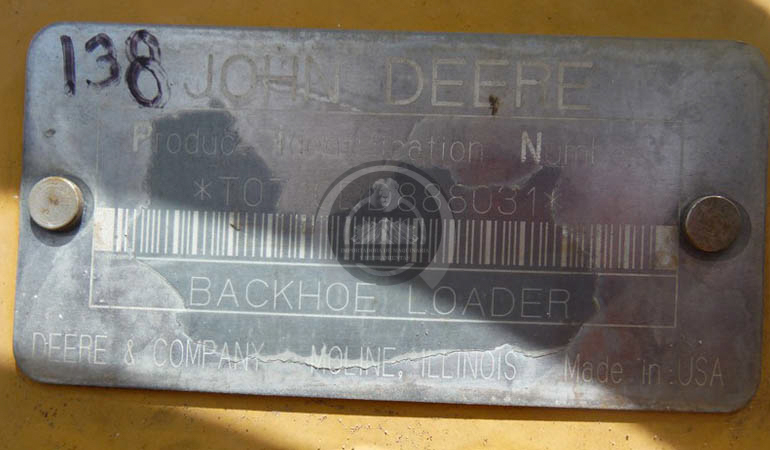 138
JOHN DEERE
Product Identification Number
BACKHOE LOADER
DEERE & COMPANY MOLINE, ILLINOIS Made in USA